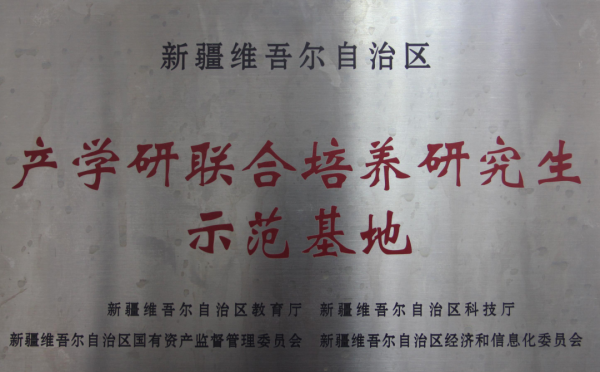 新疆维吾尔自治区
产学研联合培养研究生
示范基地
新疆维吾尔自治区教育厅 新疆维吾尔自治区科技厅
新疆维吾尔自治区国有资产监督管理委员会 新疆维吾尔自治区经济和信息化委员会